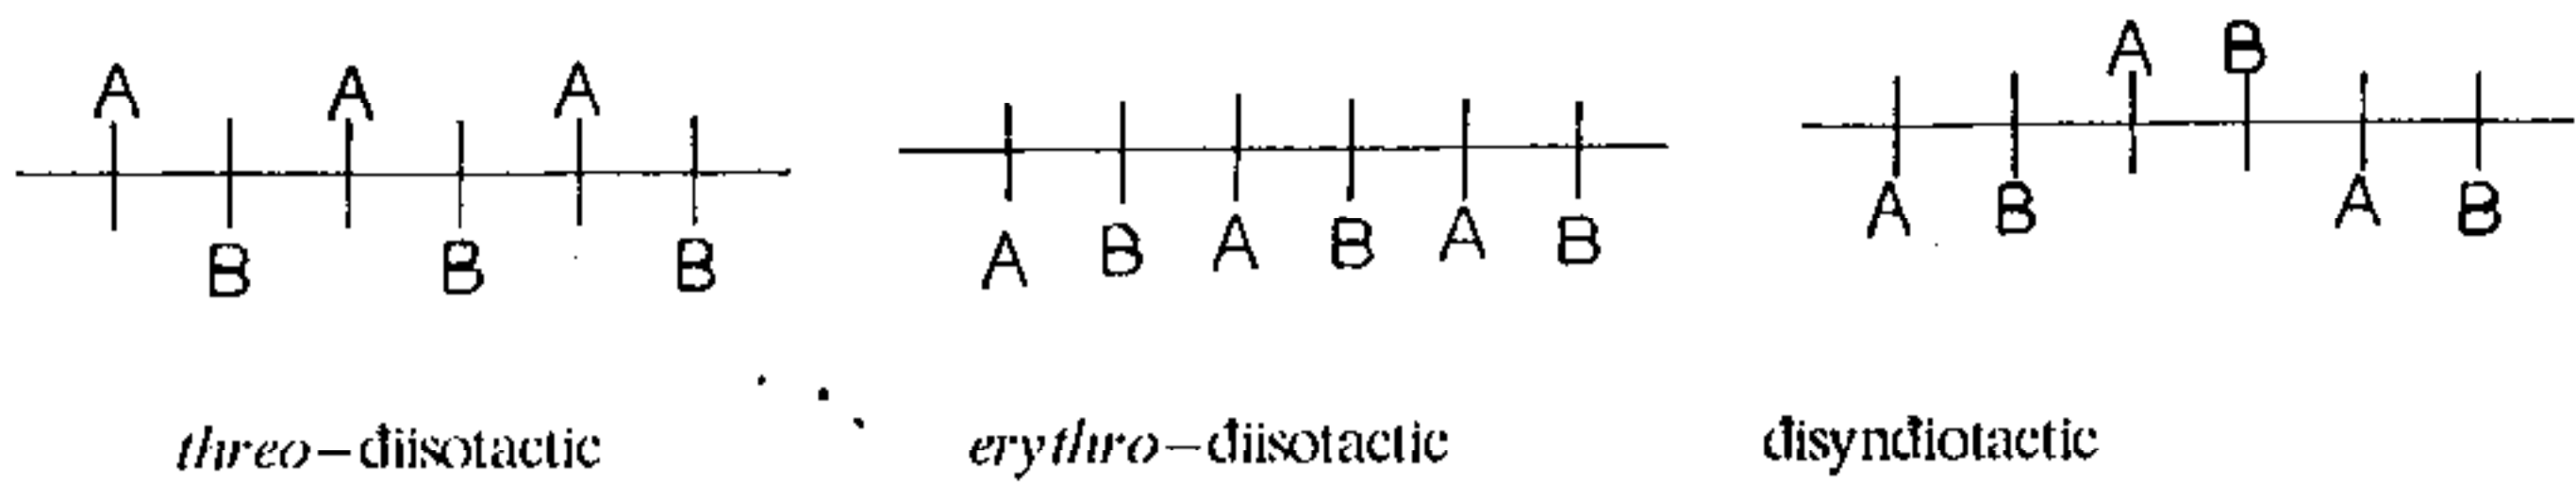 A A A
B B B
A B A B A B
A B
A B A B
threo–diisotactic
erythro–diisotactic
disyndiotactic